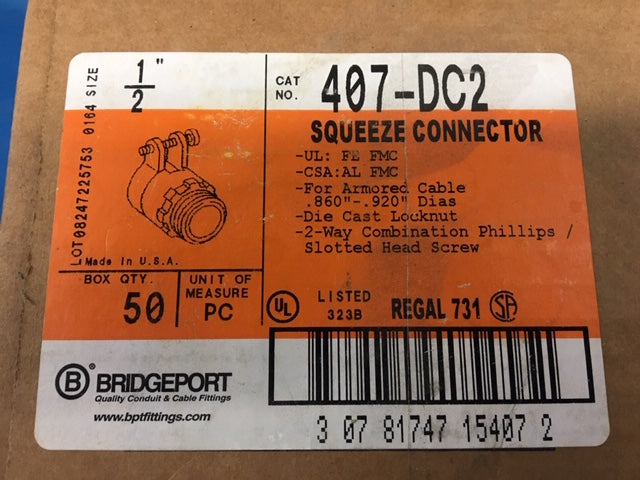 LOT 08247225753 0164 SIZE
1/2"
CAT NO. 407-DC2
SQUEEZE CONNECTOR
-UL: FE FMC
-CSA:AL FMC
-For Armored Cable
.860"-.920" Dias
-Die Cast Locknut
-2-Way Combination Phillips /
Slotted Head Screw
Made In U.S.A.
BOX QTY. 50
UNIT OF
MEASURE
PC
UL LISTED
323B
REGAL 731 SA
B® BRIDGEPORT
Quality Conduit & Cable Fittings
www.bptfittings.com
3 07 81747 15407 2